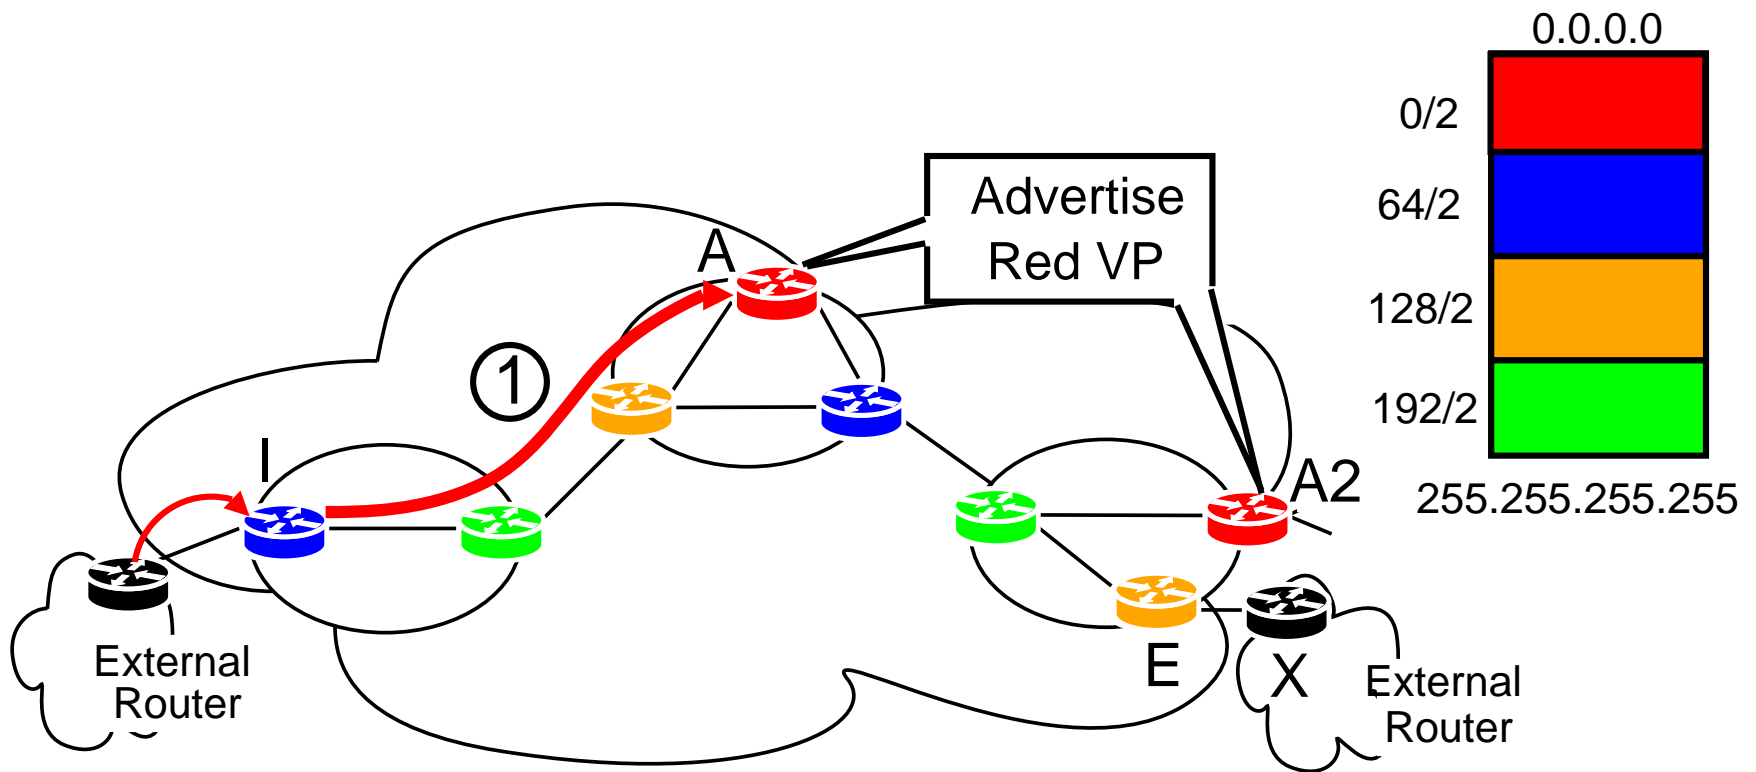 0.0.0.0
0/2
64/2
128/2
192/2
255.255.255.255
Advertise
Red VP
A
1
I
A2
E
X
External
Router
External
Router